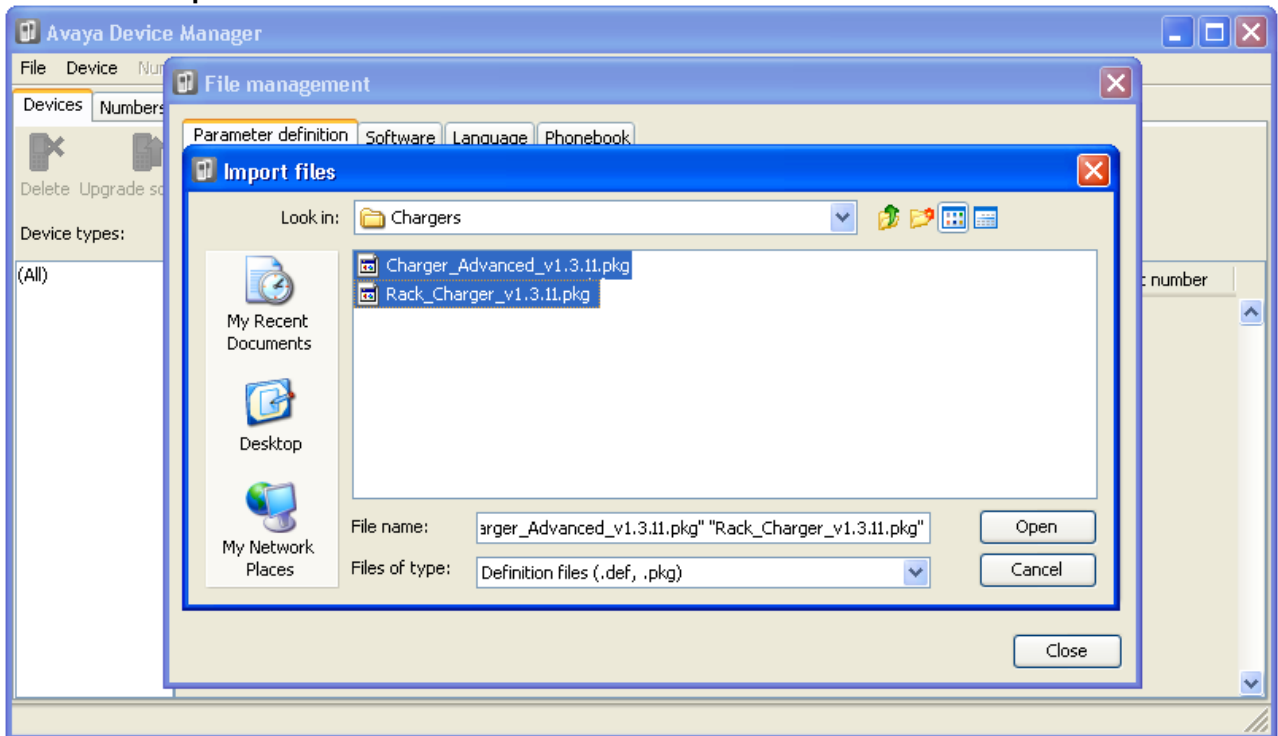 Avaya Device Manager
File Device Nur
File management
Devices Numbers
Parameter definition Software Language Phonebook
Delete Upgrade so
Import files
Look in: Chargers
Device types:
(All)
Charger_Advanced_v1.3.11.pkg
Rack_Charger_v1.3.11.pkg
number
My Recent
Documents
Desktop
My Network
Places
File name: arger_Advanced_v1.3.11.pkg" "Rack_Charger_v1.3.11.pkg" Open
Files of type: Definition files (.def, .pkg) Cancel
Close